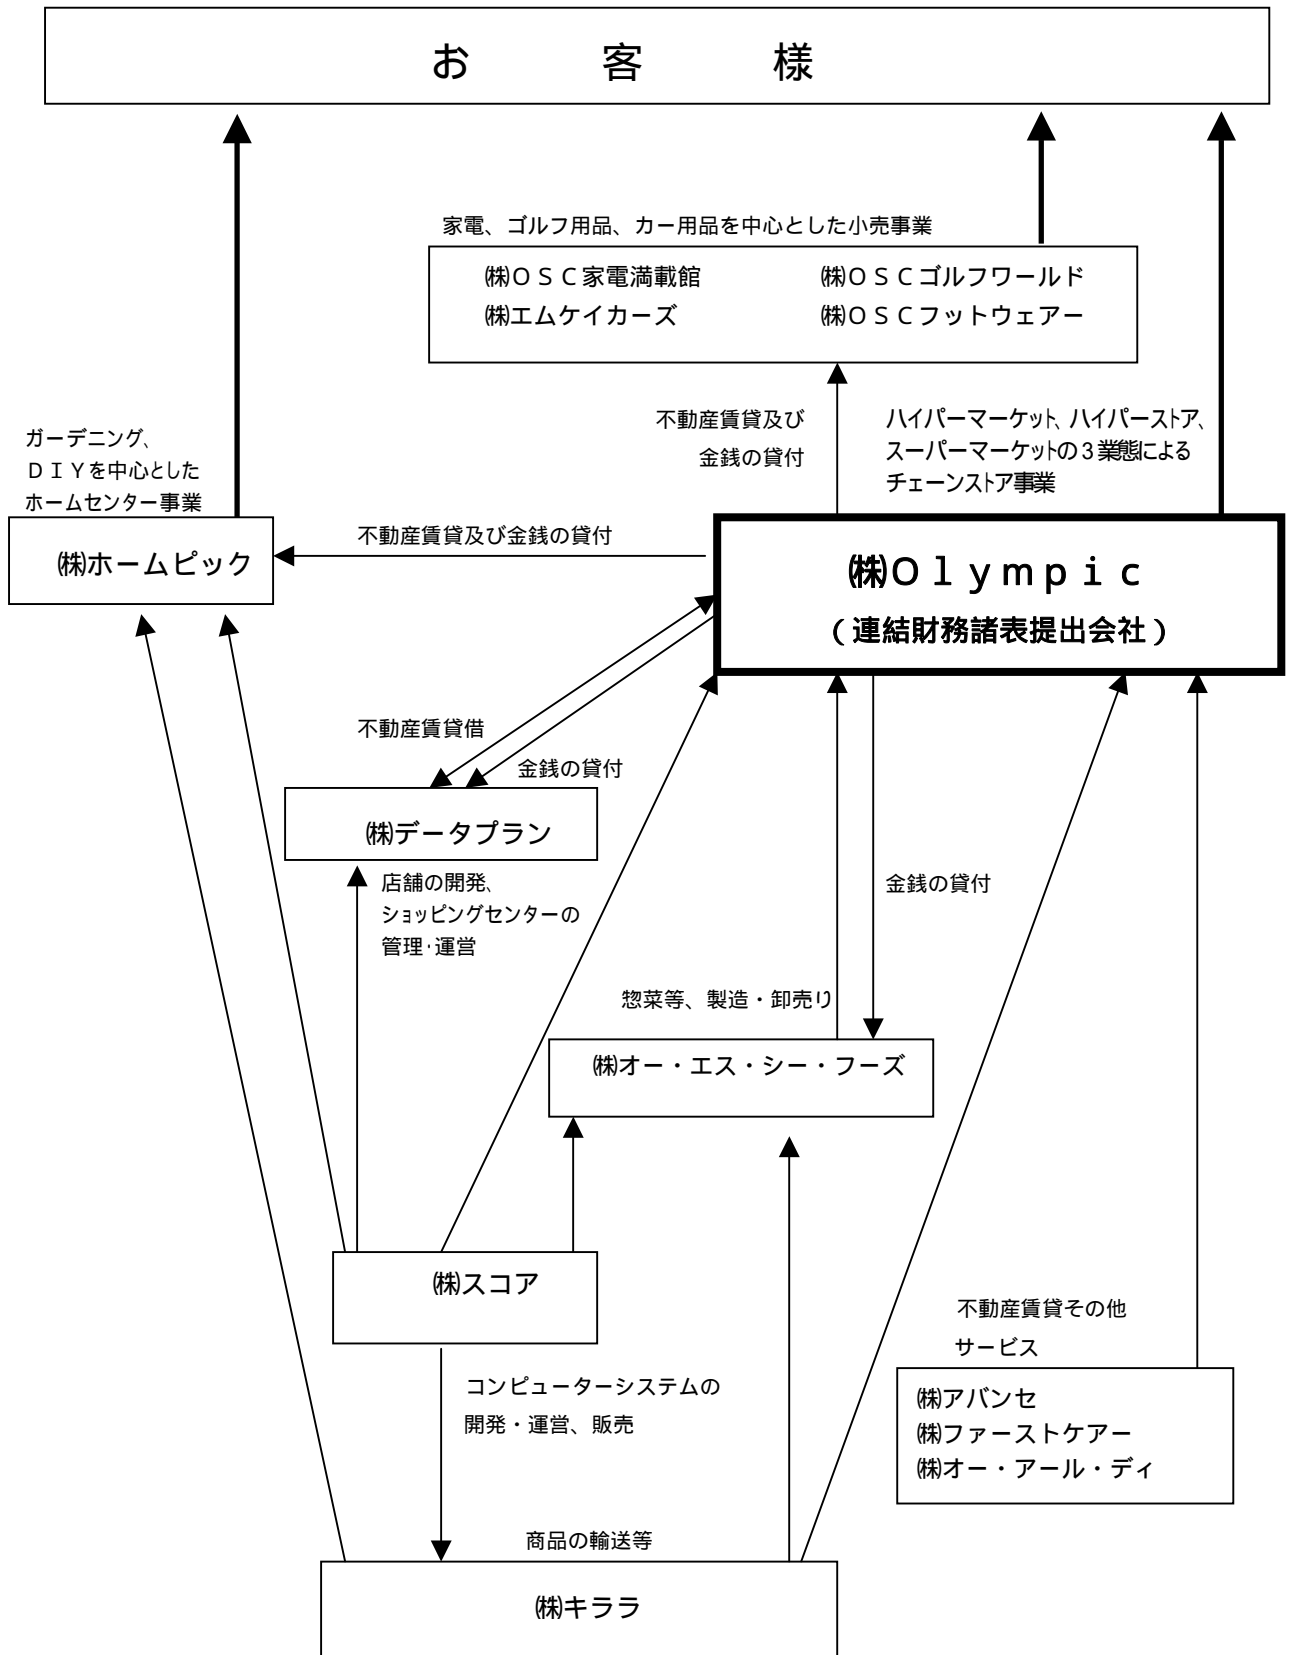 お客様
家電、ゴルフ用品、カー用品を中心とした小売事業
㈱ＯＳＣ家電満載館　㈱ＯＳＣゴルフワールド
㈱エムケイカーズ　㈱ＯＳＣフットウェアー
不動産賃貸及び
金銭の貸付
ハイパーマーケット、ハイパーストア、
スーパーマーケットの３業態による
チェーンストア事業
ガーデニング、
ＤＩＹを中心とした
ホームセンター事業
㈱ホームピック
不動産賃貸及び金銭の貸付
㈱Ｏｌｙｍｐｉｃ
（連結財務諸表提出会社）
不動産賃貸借
金銭の貸付
㈱データプラン
店舗の開発、
ショッピングセンターの
管理・運営
金銭の貸付
惣菜等、製造・卸売り
㈱オー・エス・シー・フーズ
㈱スコア
不動産賃貸その他
サービス
コンピューターシステムの
開発・運営、販売
㈱アバンセ
㈱ファーストケアー
㈱オー・アール・ディ
商品の輸送等
㈱キララ